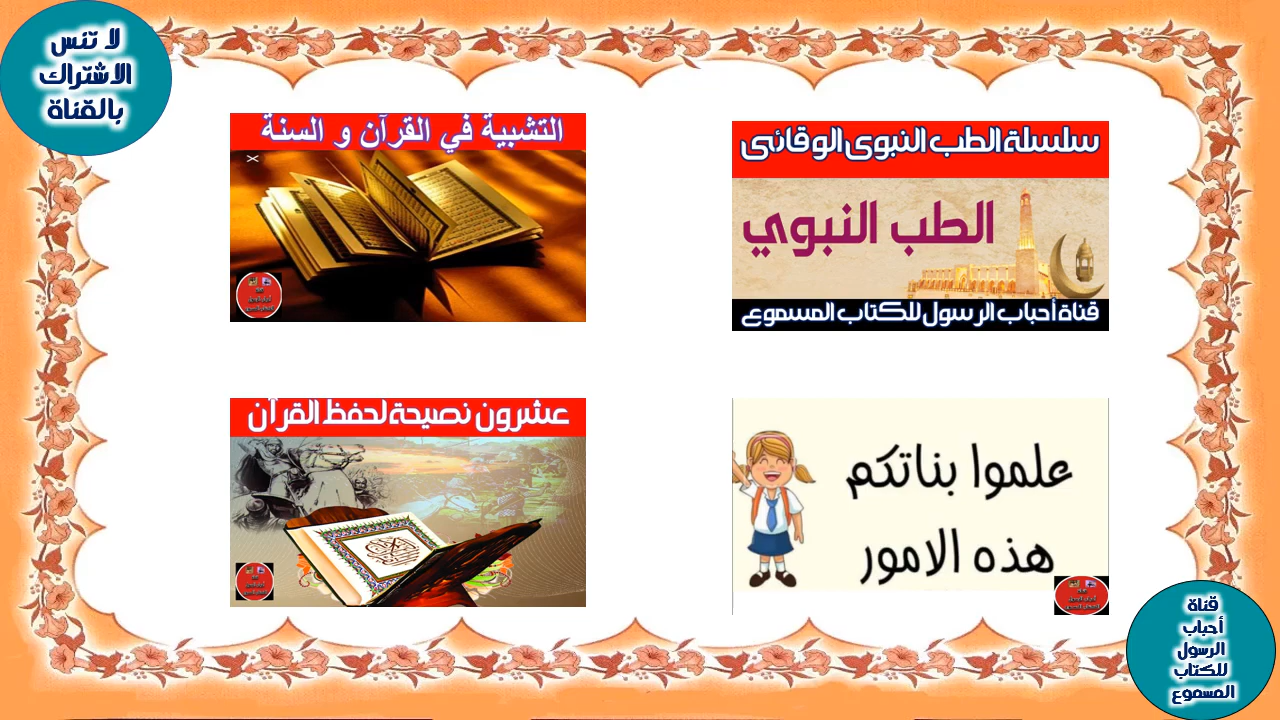 لا تنس
الاشتراك
بالقناة
التشبية في القرآن و السنة
سلسلة الطب النبوى الوقائى
الطب النبوي
قناة أحباب الرسول للكتاب المسموع
عشرون نصيحة لحفظ القرآن
علموا بناتكم
هذه الامور
قناة
أحباب
الرسول
للكتاب
المسموع